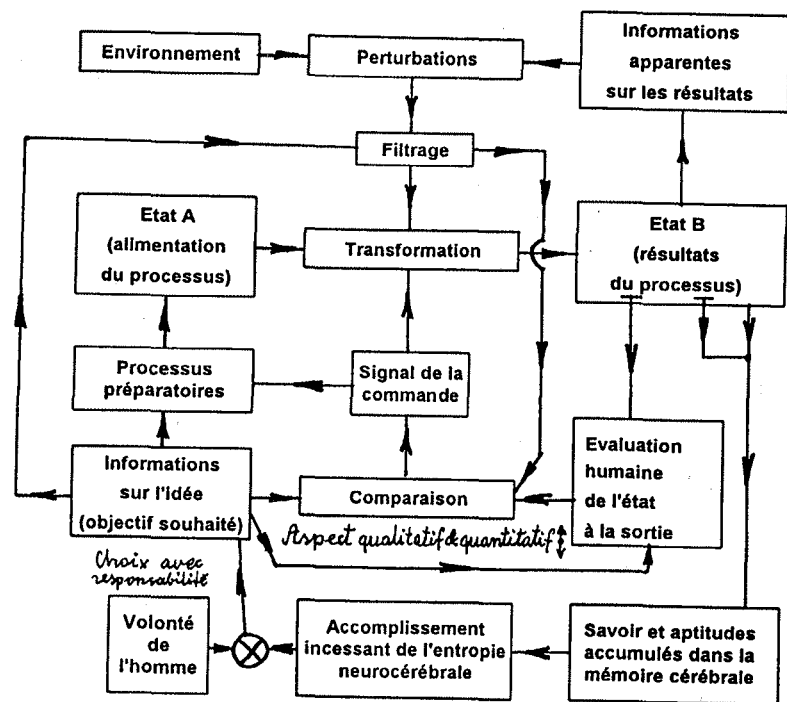 Environnement
Perturbations
Informations
apparentes
sur les résultats
Filtrage
Etat A
(alimentation
du processus)
Transformation
Etat B
(résultats
du processus)
Processus
préparatoires
Signal de la
commande
Informations
sur l'idée
(objectif souhaité)
Comparaison
Evaluation
humaine
de l'état
à la sortie
Aspect qualitatif & quantitatif
Choix avec
responsabilité
Volonté
de
l'homme
Accomplissement
incessant de l'entropie
neurocérébrale
Savoir et aptitudes
accumulés dans la
mémoire cérébrale